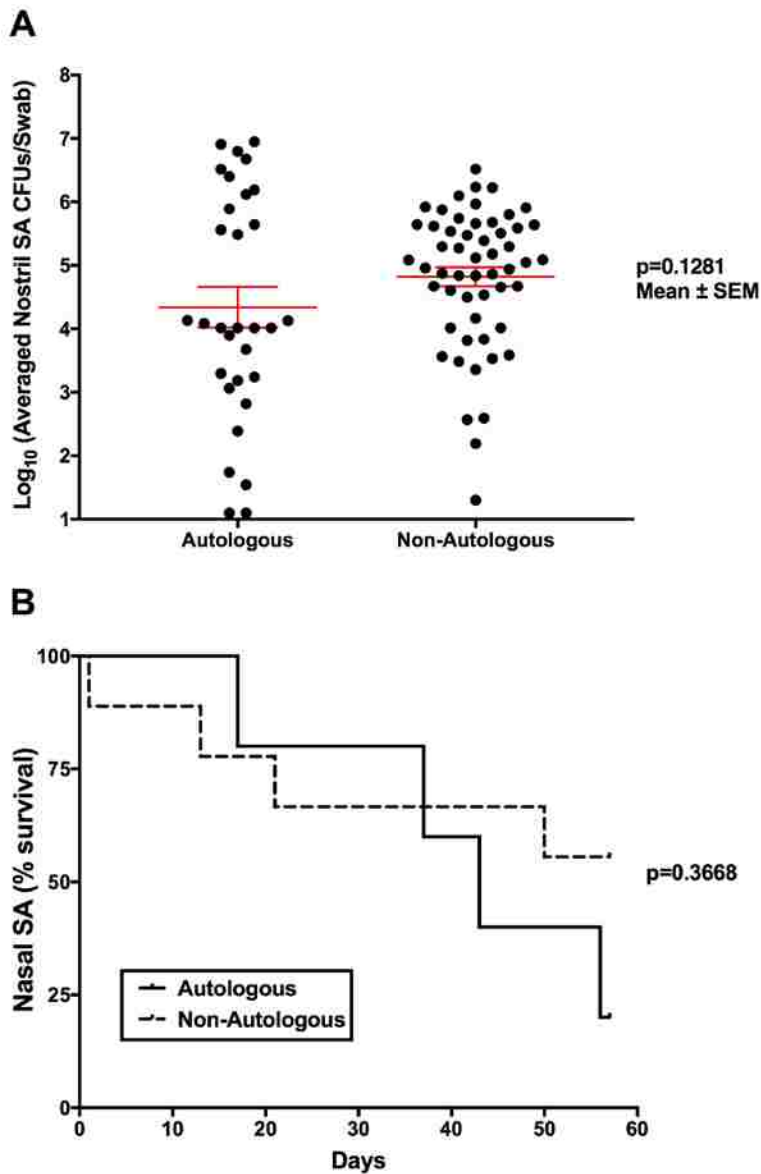 A
Log₁₀ (Averaged Nostril SA CFUs/Swab)
8
7
6
5
4
3
2
1
Autologous
Non-Autologous
p=0.1281
Mean ± SEM
B
Nasal SA (% survival)
100
75
50
25
0
p=0.3668
Autologous
Non-Autologous
0 10 20 30 40 50 60
Days